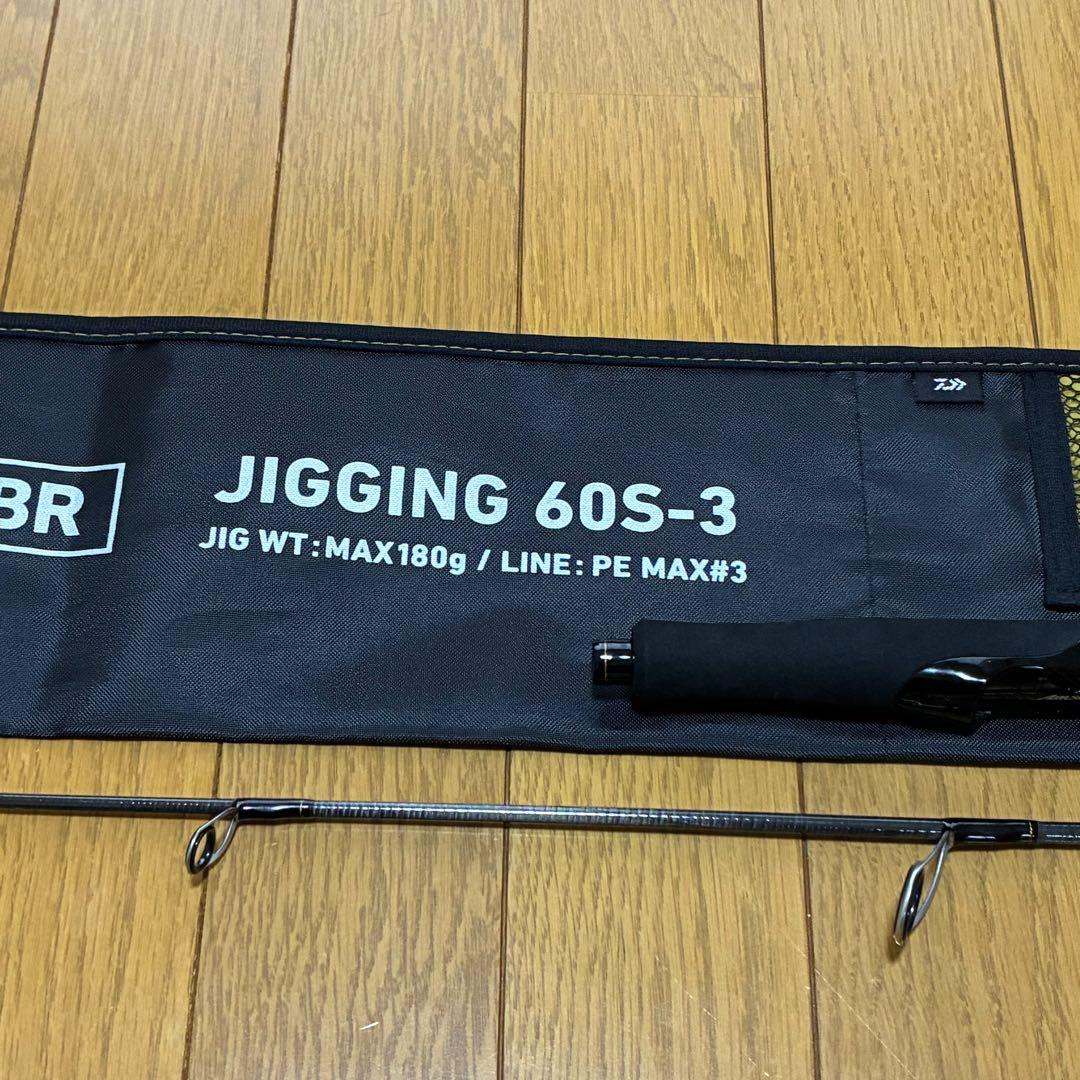 BR
JIGGING 60S-3
JIG WT:MAX180g / LINE: PE MAX#3